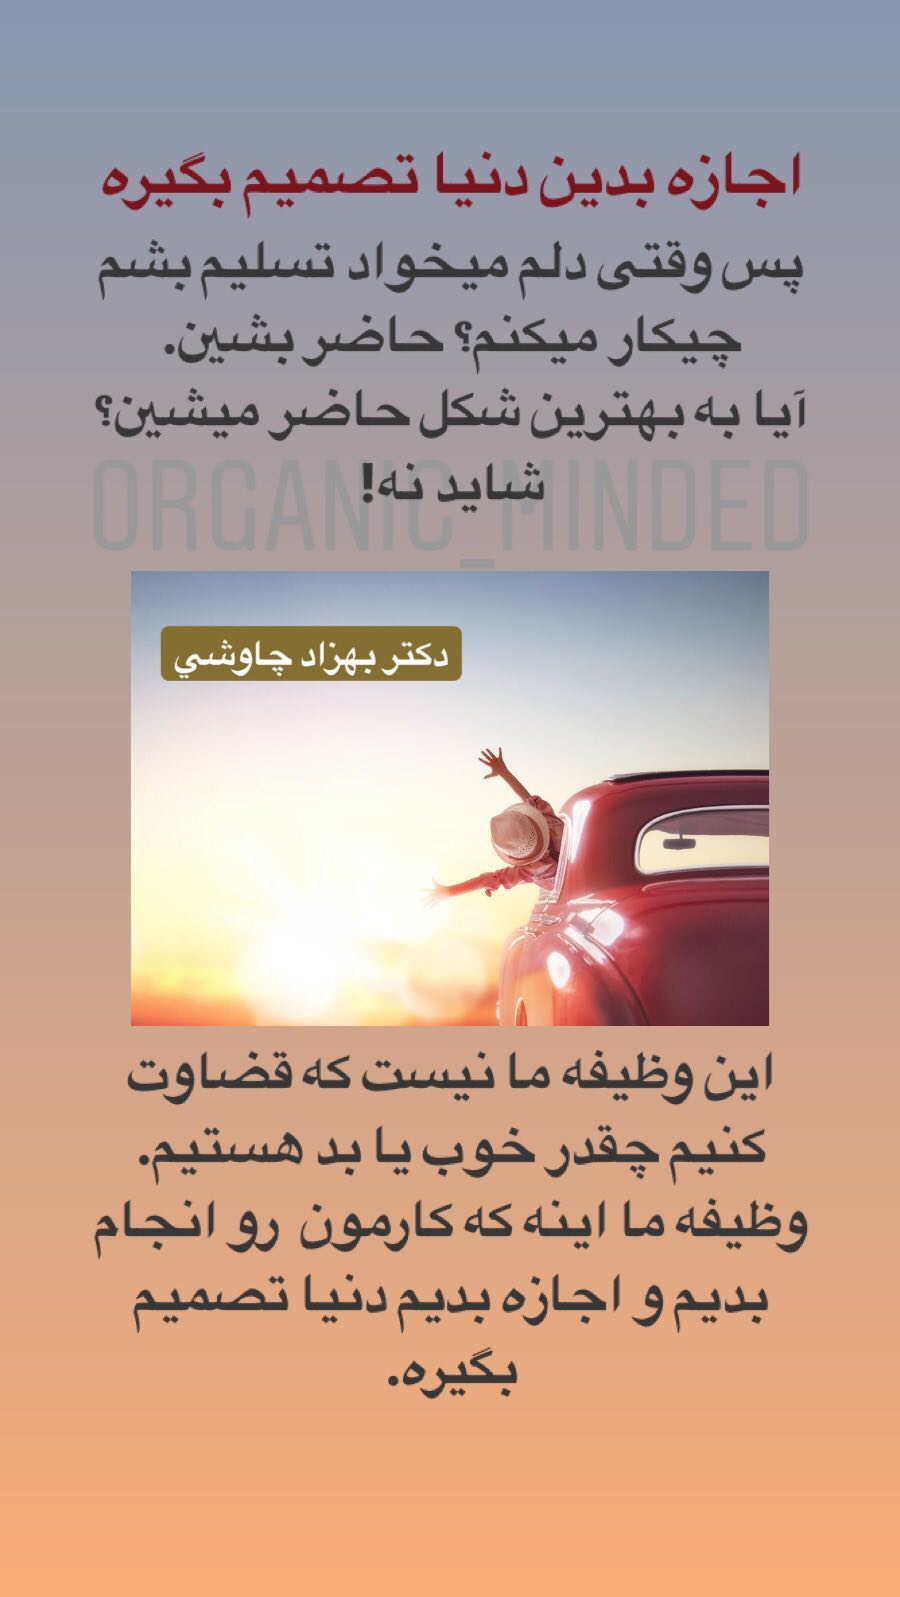 اجازه بدین دنیا تصمیم بگیره
پس وقتی دلم میخواد تسلیم بشم
چیکار میکنم؟ حاضر بشین.
آیا به بهترین شکل حاضر میشین؟
شاید نه!
ORGANIC_MINDED
دکتر بهزاد چاوشي
این وظیفه ما نیست که قضاوت
کنیم چقدر خوب یا بد هستیم.
وظیفه ما اینه که کارمون رو انجام
بدیم و اجازه بدیم دنیا تصمیم
بگیره.